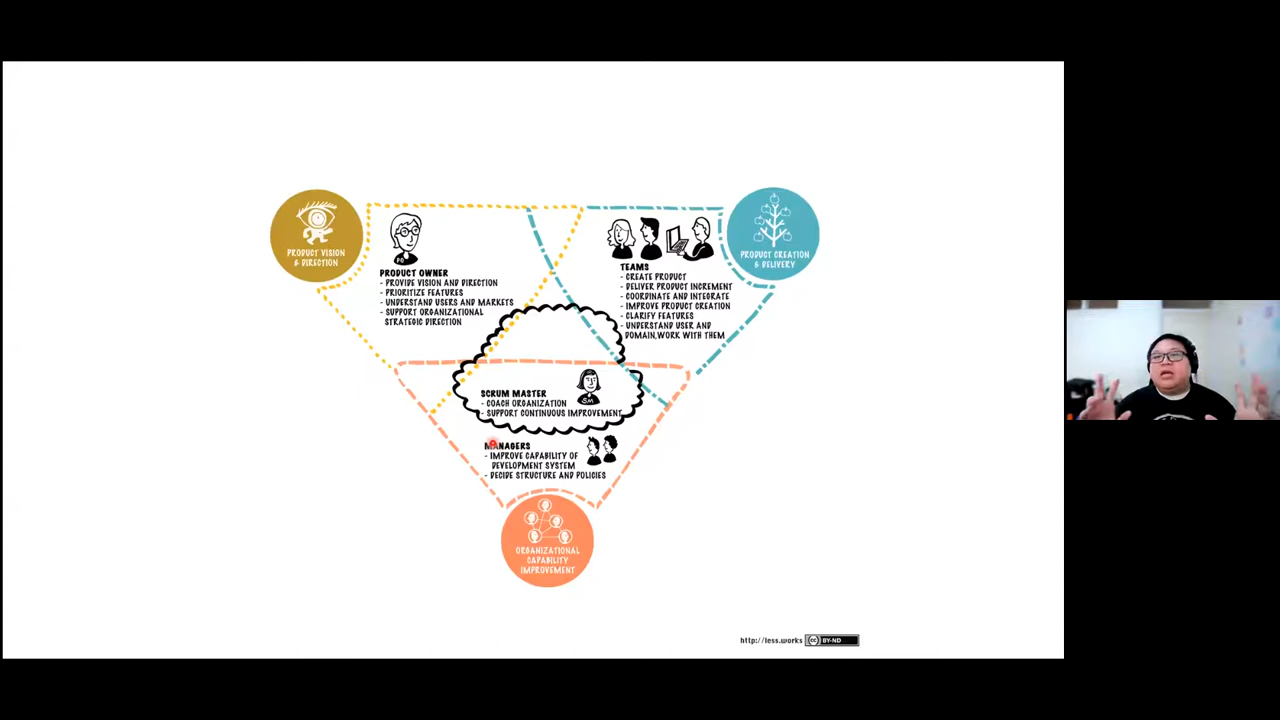 PRODUCT VISION
& DIRECTION
PO
PRODUCT OWNER
- PROVIDE VISION AND DIRECTION
- PRIORITIZE FEATURES
- UNDERSTAND USERS AND MARKETS
- SUPPORT ORGANIZATIONAL
STRATEGIC DIRECTION
TEAMS
- CREATE PRODUCT
- DELIVER PRODUCT INCREMENT
- COORDINATE AND INTEGRATE
- IMPROVE PRODUCT CREATION
- CLARIFY FEATURES
- UNDERSTAND USER AND
DOMAIN,WORK WITH THEM
PRODUCT CREATION
& DELIVERY
SCRUM MASTER
- COACH ORGANIZATION
- SUPPORT CONTINUOUS IMPROVEMENT
SM
MANAGERS
- IMPROVE CAPABILITY OF
DEVELOPMENT SYSTEM
- DECIDE STRUCTURE AND POLICIES
ORGANIZATIONAL
CAPABILITY
IMPROVEMENT
http://less.works
cc BY-ND